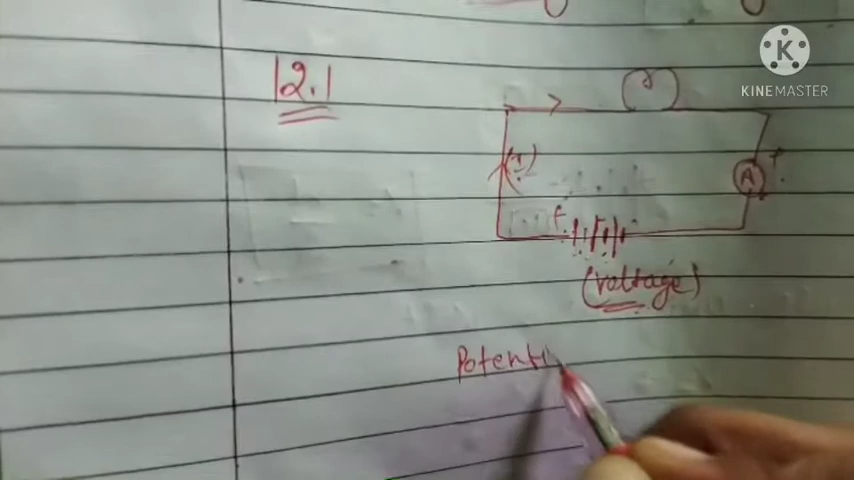 K
KINEMASTER
12.1
A
+
(voltage)
Potenti